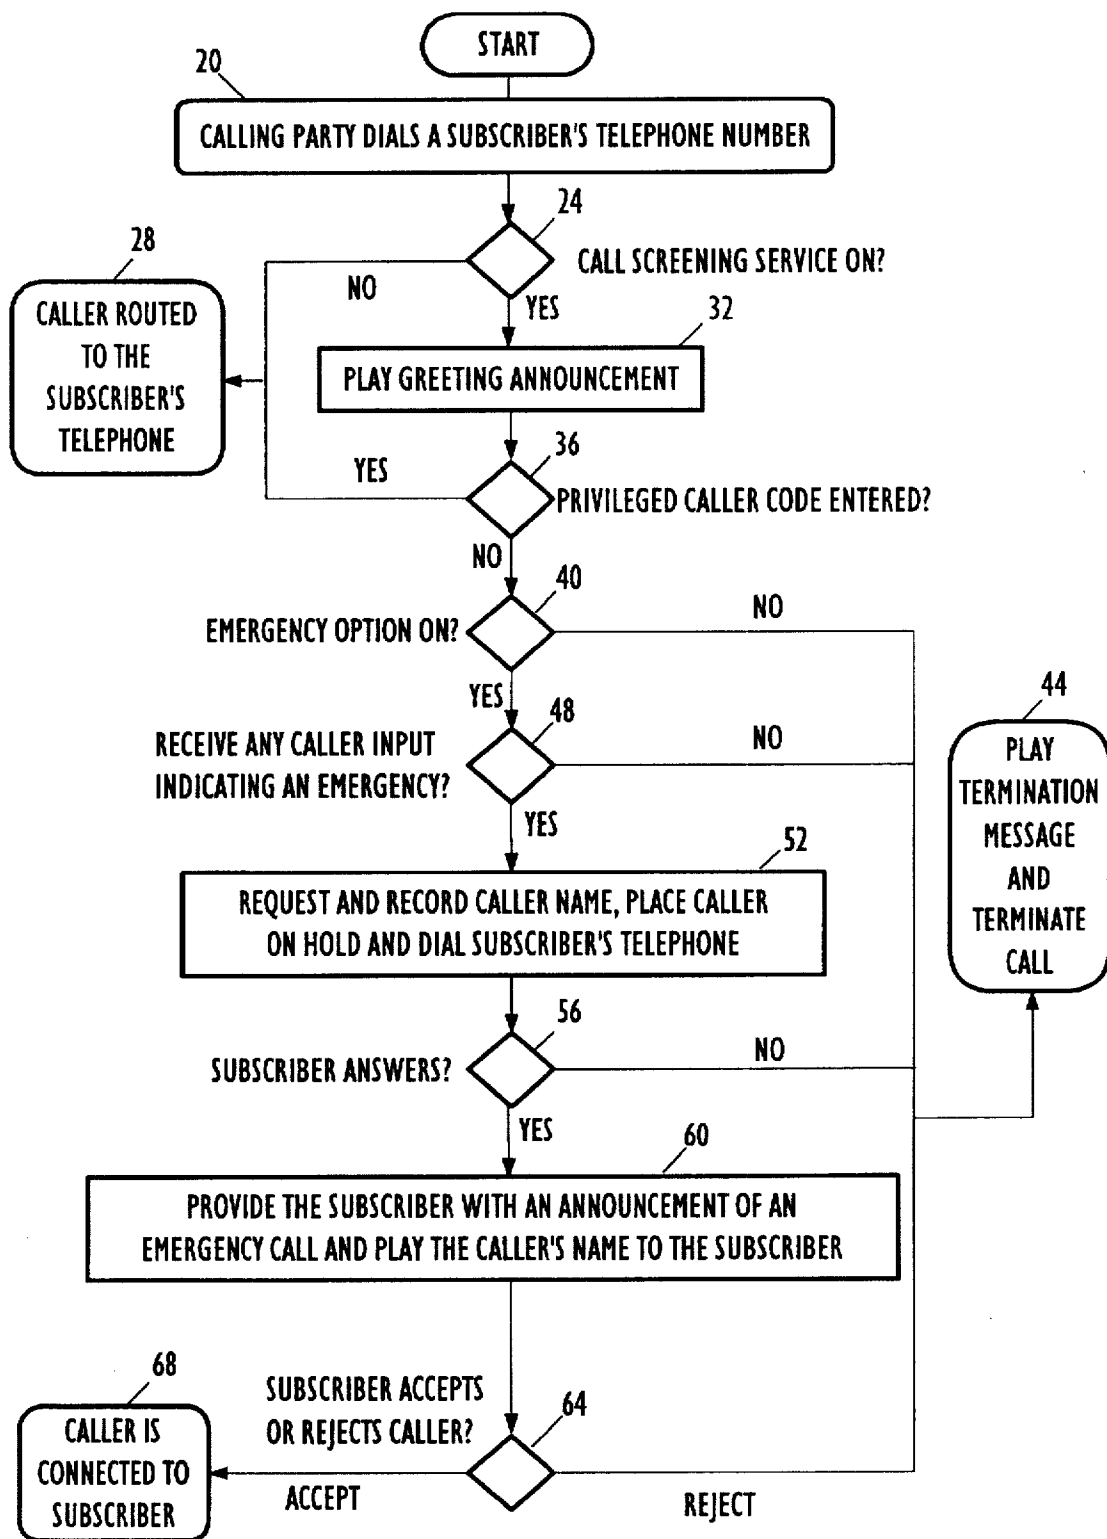 START
20
CALLING PARTY DIALS A SUBSCRIBER'S TELEPHONE NUMBER
24
CALL SCREENING SERVICE ON?
NO
YES
28
CALLER ROUTED
TO THE
SUBSCRIBER'S
TELEPHONE
32
PLAY GREETING ANNOUNCEMENT
36
YES
PRIVILEGED CALLER CODE ENTERED?
NO
40
NO
EMERGENCY OPTION ON?
YES
48
NO
RECEIVE ANY CALLER INPUT
INDICATING AN EMERGENCY?
YES
44
PLAY
TERMINATION
MESSAGE
AND
TERMINATE
CALL
52
REQUEST AND RECORD CALLER NAME, PLACE CALLER
ON HOLD AND DIAL SUBSCRIBER'S TELEPHONE
56
NO
SUBSCRIBER ANSWERS?
YES
60
PROVIDE THE SUBSCRIBER WITH AN ANNOUNCEMENT OF AN
EMERGENCY CALL AND PLAY THE CALLER'S NAME TO THE SUBSCRIBER
SUBSCRIBER ACCEPTS
OR REJECTS CALLER?
64
68
CALLER IS
CONNECTED TO
SUBSCRIBER
ACCEPT
REJECT